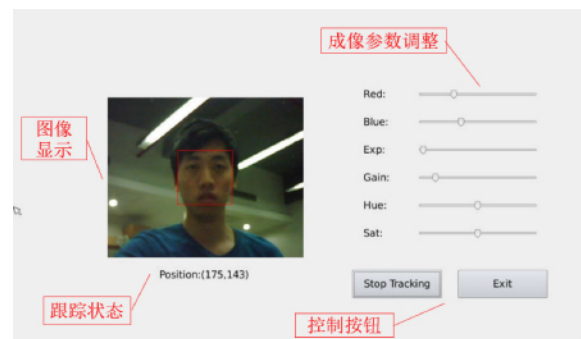 成像参数调整
Red:
Blue:
图像
显示
Exp:
Gain:
Hue:
Sat:
Position:(175,143)
Stop Tracking
Exit
跟踪状态
控制按钮